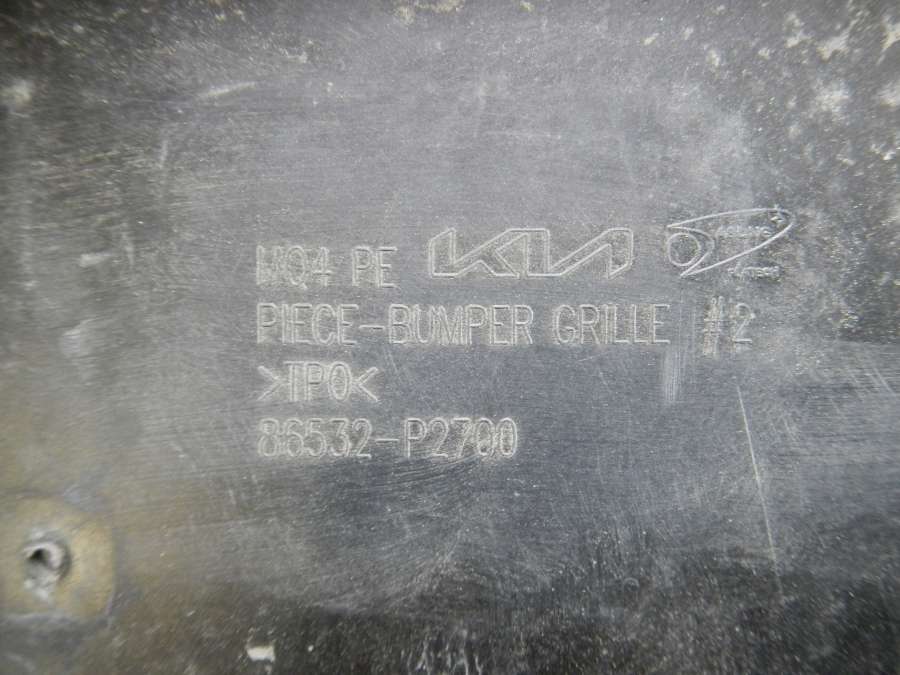 MQ4 PE KIA
PIECE-BUMPER GRILLE #2
>TPO<
86532-P2700